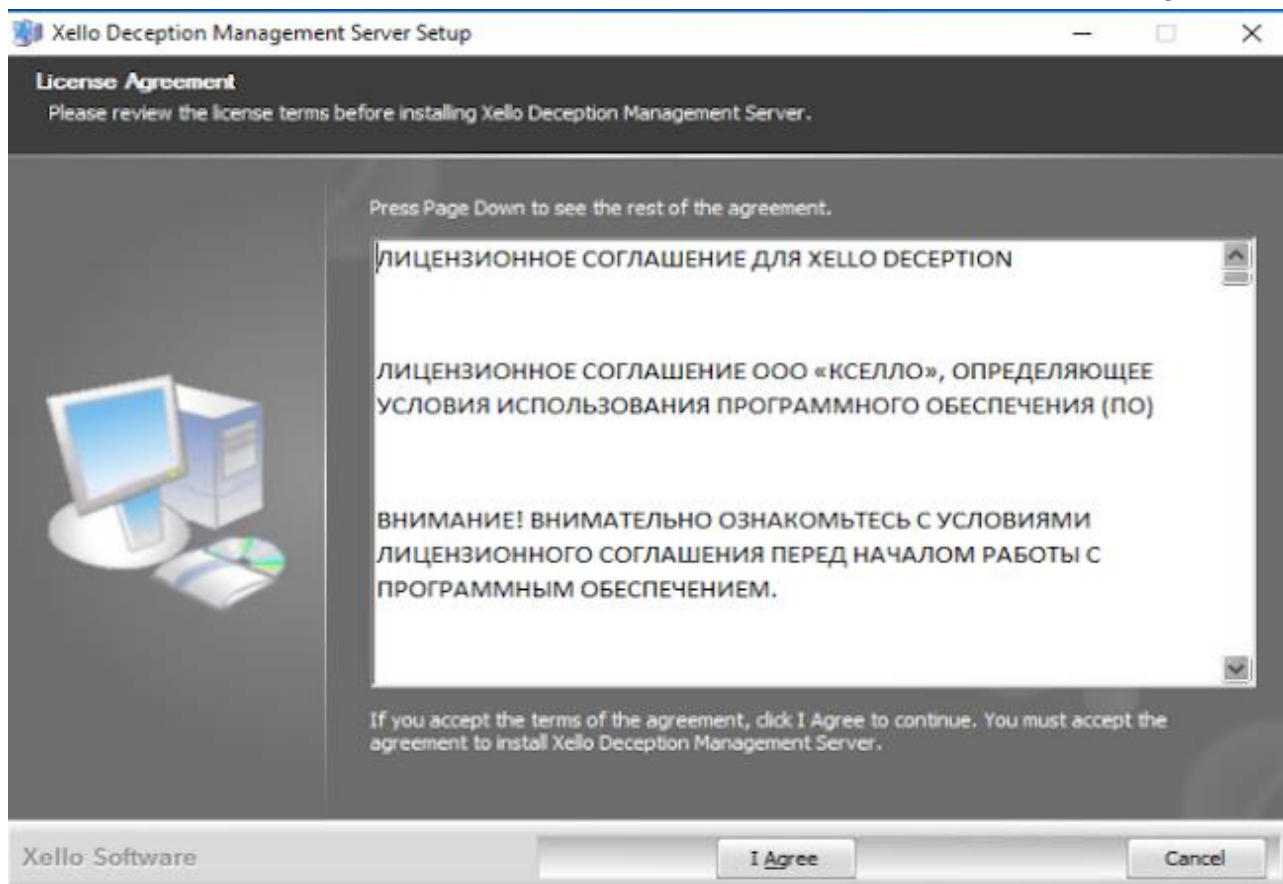 Xello Deception Management Server Setup
License Agreement
Please review the license terms before installing Xello Deception Management Server.
Press Page Down to see the rest of the agreement.
ЛИЦЕНЗИОННОЕ СОГЛАШЕНИЕ ДЛЯ XELLO DECEPTION
ЛИЦЕНЗИОННОЕ СОГЛАШЕНИЕ ООО «КСЕЛЛО», ОПРЕДЕЛЯЮЩЕЕ
УСЛОВИЯ ИСПОЛЬЗОВАНИЯ ПРОГРАММНОГО ОБЕСПЕЧЕНИЯ (ПО)
ВНИМАНИЕ! ВНИМАТЕЛЬНО ОЗНАКОМЬТЕСЬ С УСЛОВИЯМИ
ЛИЦЕНЗИОННОГО СОГЛАШЕНИЯ ПЕРЕД НАЧАЛОМ РАБОТЫ С
ПРОГРАММНЫМ ОБЕСПЕЧЕНИЕМ.
If you accept the terms of the agreement, click I Agree to continue. You must accept the
agreement to install Xello Deception Management Server.
Xello Software
I Agree
Cancel